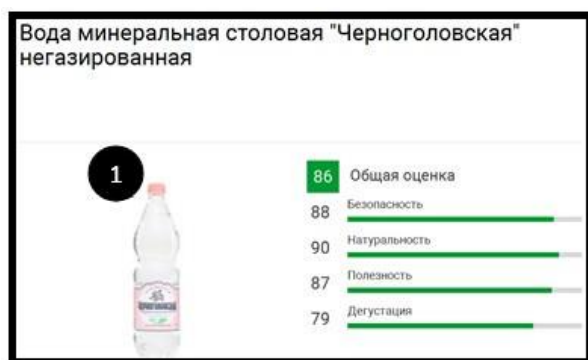 Вода минеральная столовая "Черноголовская"
негазированная
1
86 Общая оценка
88 Безопасность
90 Натуральность
87 Полезность
79 Дегустация